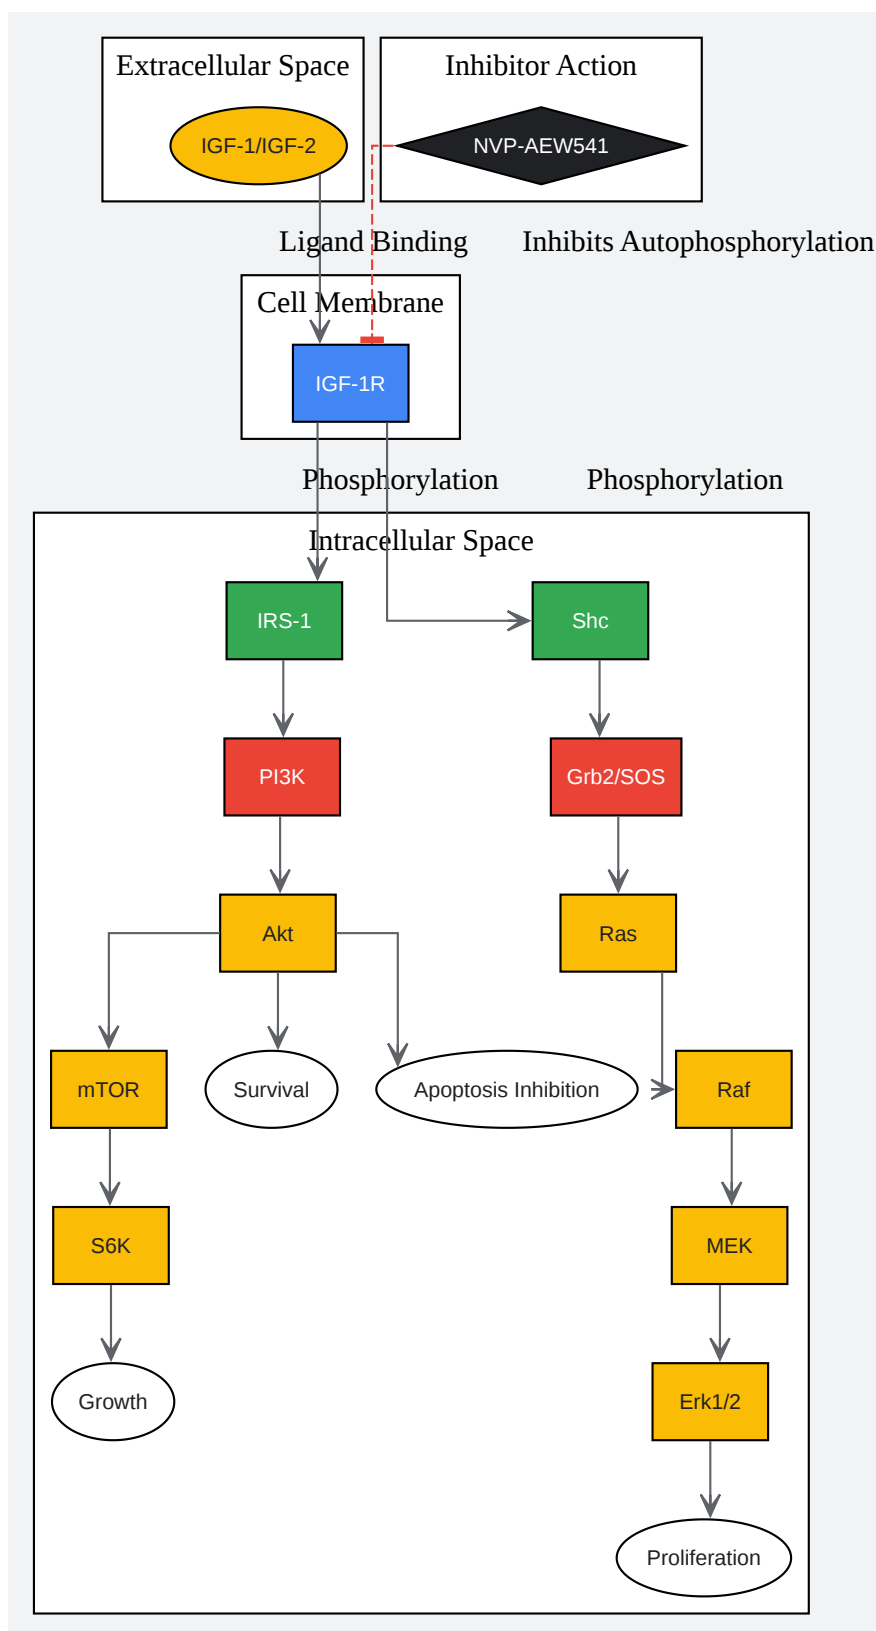 Extracellular Space
Inhibitor Action
IGF-1/IGF-2
NVP-AEW541
Ligand Binding
Inhibits Autophosphorylation
Cell Membrane
IGF-1R
Phosphorylation
Phosphorylation
Intracellular Space
IRS-1
Shc
PI3K
Grb2/SOS
Akt
Ras
mTOR
Survival
Apoptosis Inhibition
Raf
S6K
MEK
Growth
Erk1/2
Proliferation